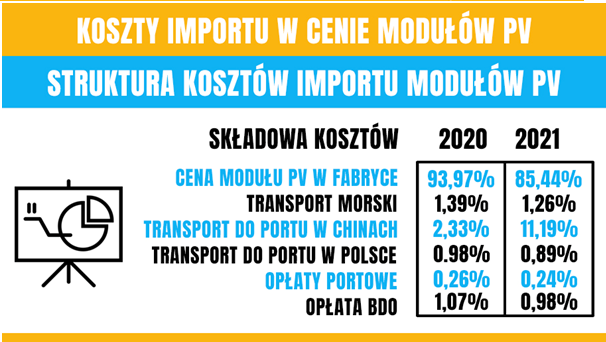 KOSZTY IMPORTU W CENIE MODUŁÓW PV
STRUKTURA KOSZTÓW IMPORTU MODUŁÓW PV
SKŁADOWA KOSZTÓW 2020 2021
CENA MODUŁU PV W FABRYCE 93,97% 85,44%
TRANSPORT MORSKI 1,39% 1,26%
TRANSPORT DO PORTU W CHINACH 2,33% 11,19%
TRANSPORT DO PORTU W POLSCE 0.98% 0,89%
OPŁATY PORTOWE 0,26% 0,24%
OPŁATA BDO 1,07% 0,98%